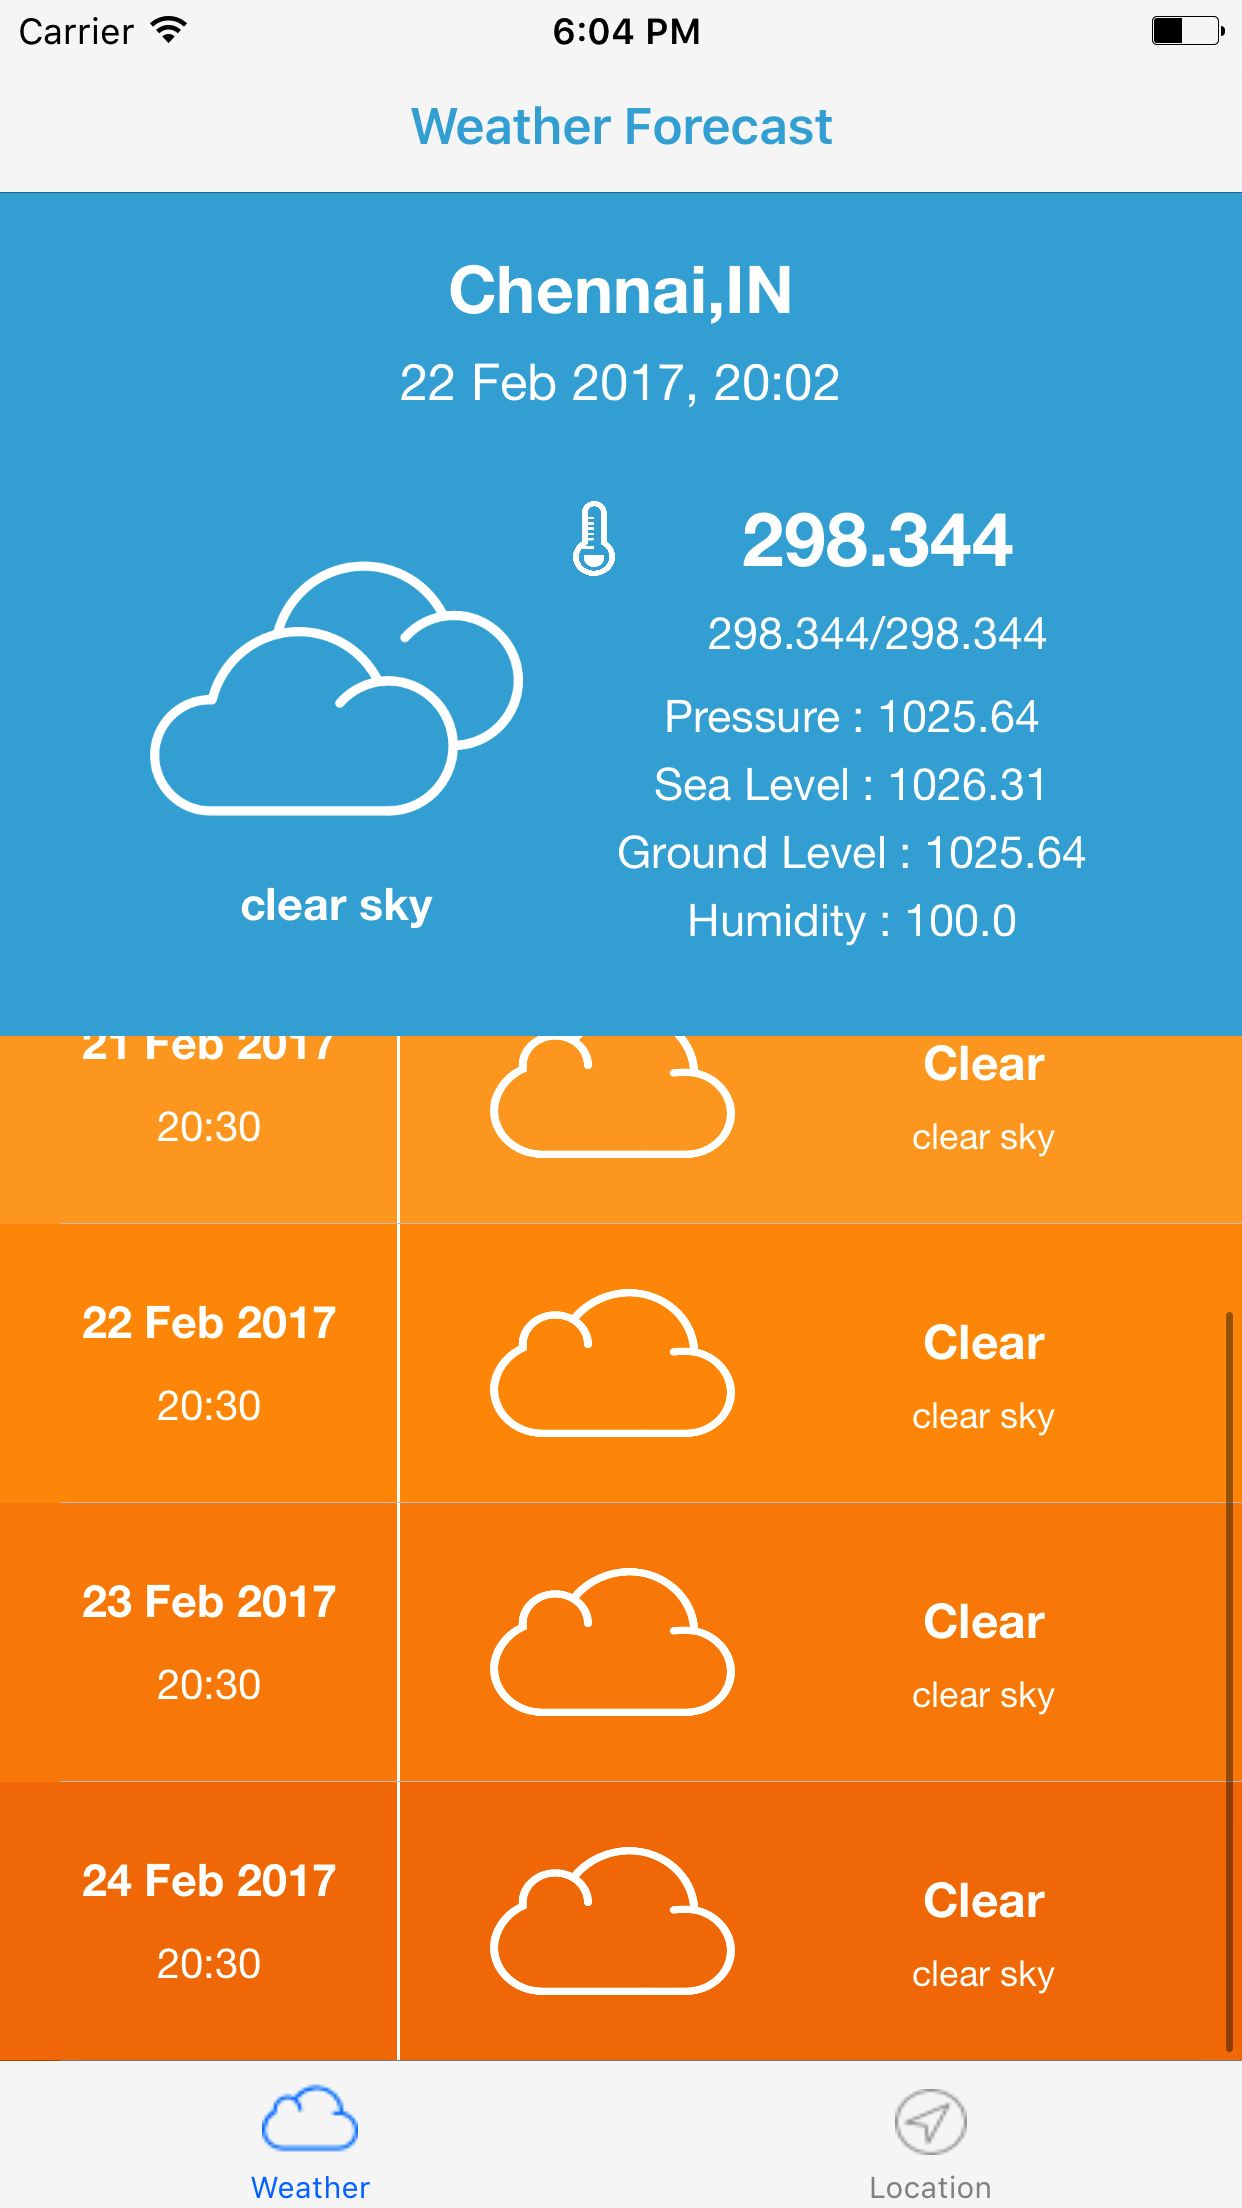 Carrier 6:04 PM
Weather Forecast
Chennai,IN
22 Feb 2017, 20:02
298.344
298.344/298.344
Pressure : 1025.64
Sea Level : 1026.31
Ground Level : 1025.64
Humidity : 100.0
clear sky
21 Feb 2017
20:30
Clear
clear sky
22 Feb 2017
20:30
Clear
clear sky
23 Feb 2017
20:30
Clear
clear sky
24 Feb 2017
20:30
Clear
clear sky
Weather
Location